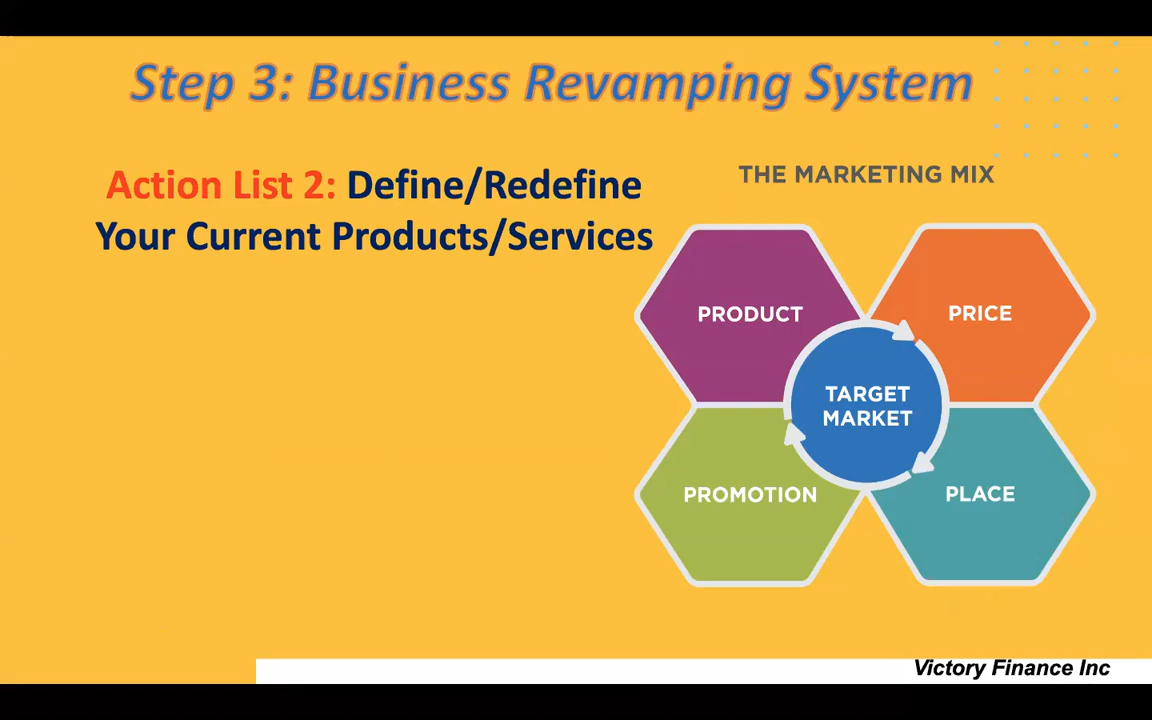 Step 3: Business Revamping System
Action List 2: Define/Redefine
Your Current Products/Services
THE MARKETING MIX
PRODUCT
PRICE
TARGET
MARKET
PROMOTION
PLACE
Victory Finance Inc